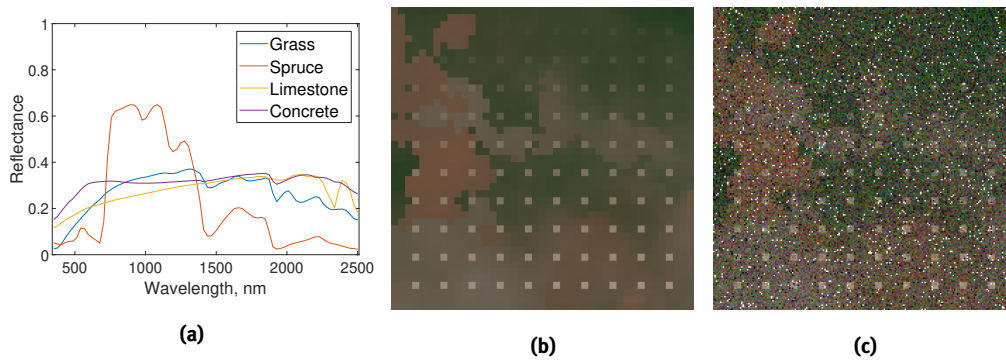 1
0.8
0.6
0.4
0.2
0
Reflectance
Grass
Spruce
Limestone
Concrete
500 1000 1500 2000 2500
Wavelength, nm
(a)
(b)
(c)